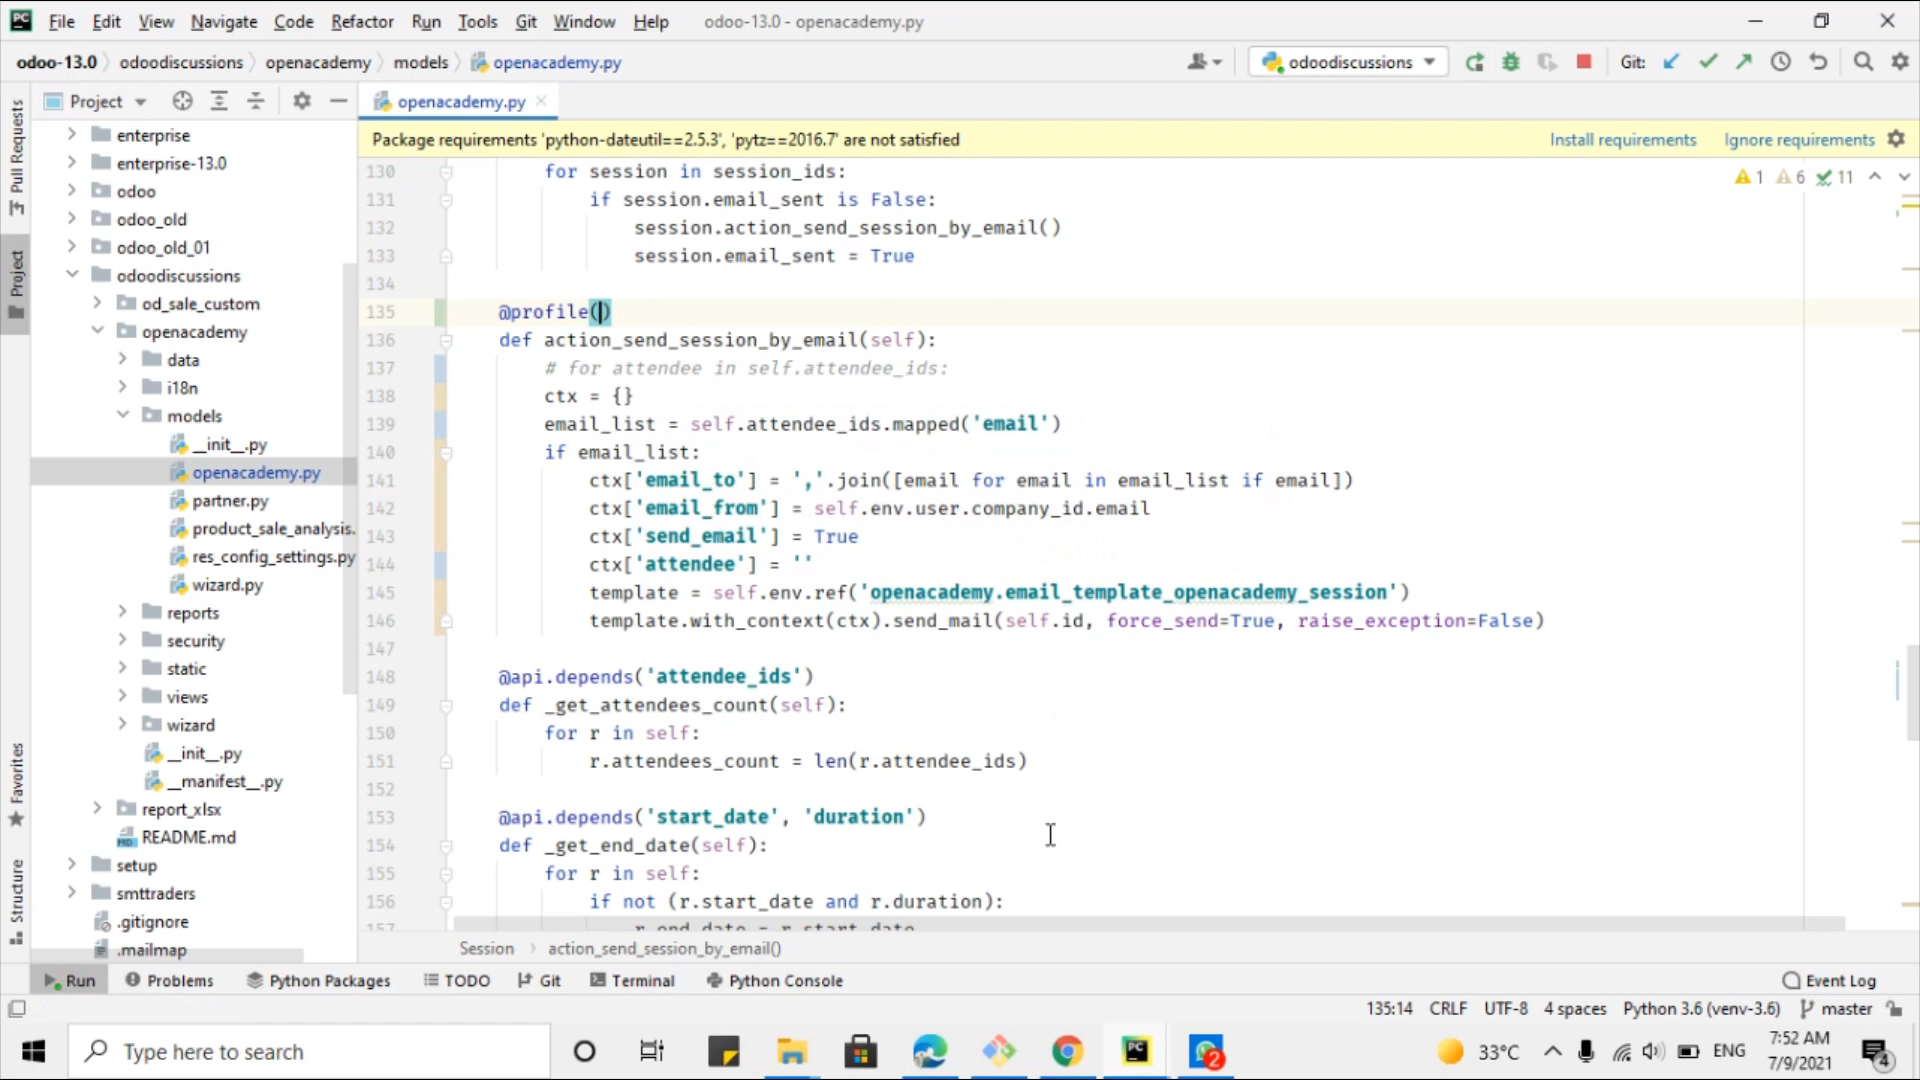 File Edit View Navigate Code Refactor Run Tools Git Window Help odoo-13.0 - openacademy.py
odoo-13.0 odoodiscussions openacademy models openacademy.py odoodiscussions Git:
Project openacademy.py
Package requirements 'python-dateutil==2.5.3', 'pytz==2016.7' are not satisfied Install requirements Ignore requirements
1 6 11
Pull Requests
Project
Favorites
Structure
enterprise
enterprise-13.0
odoo
odoo_old
odoo_old_01
odoodiscussions
od_sale_custom
openacademy
data
i18n
models
__init__.py
openacademy.py
partner.py
product_sale_analysis.
res_config_settings.py
wizard.py
reports
security
static
views
wizard
__init__.py
__manifest__.py
report_xlsx
README.md
setup
smttraders
.gitignore
.mailmap
130 for session in session_ids:
131 if session.email_sent is False:
132 session.action_send_session_by_email()
133 session.email_sent = True
134
135 @profile()
136 def action_send_session_by_email(self):
137 # for attendee in self.attendee_ids:
138 ctx = {}
139 email_list = self.attendee_ids.mapped('email')
140 if email_list:
141 ctx['email_to'] = ','.join([email for email in email_list if email])
142 ctx['email_from'] = self.env.user.company_id.email
143 ctx['send_email'] = True
144 ctx['attendee'] = ''
145 template = self.env.ref('openacademy.email_template_openacademy_session')
146 template.with_context(ctx).send_mail(self.id, force_send=True, raise_exception=False)
147
148 @api.depends('attendee_ids')
149 def _get_attendees_count(self):
150 for r in self:
151 r.attendees_count = len(r.attendee_ids)
152
153 @api.depends('start_date', 'duration')
154 def _get_end_date(self):
155 for r in self:
156 if not (r.start_date and r.duration):
157 r.end_date = r.start_date
Session action_send_session_by_email()
Run Problems Python Packages TODO Git Terminal Python Console Event Log
135:14 CRLF UTF-8 4 spaces Python 3.6 (venv-3.6) master
Type here to search
2
33°C ENG
7:52 AM
7/9/2021
4